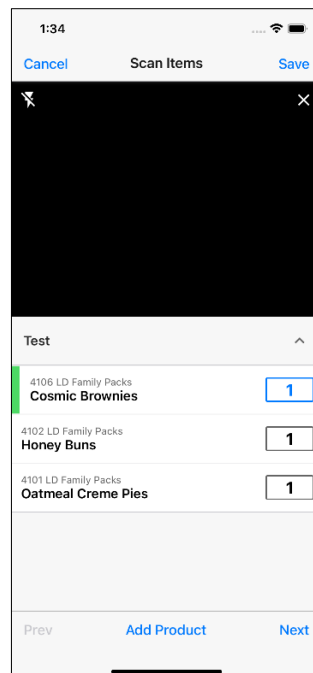 1:34
Cancel Scan Items Save
Test
4106 LD Family Packs
Cosmic Brownies 1
4102 LD Family Packs
Honey Buns 1
4101 LD Family Packs
Oatmeal Creme Pies 1
Prev Add Product Next